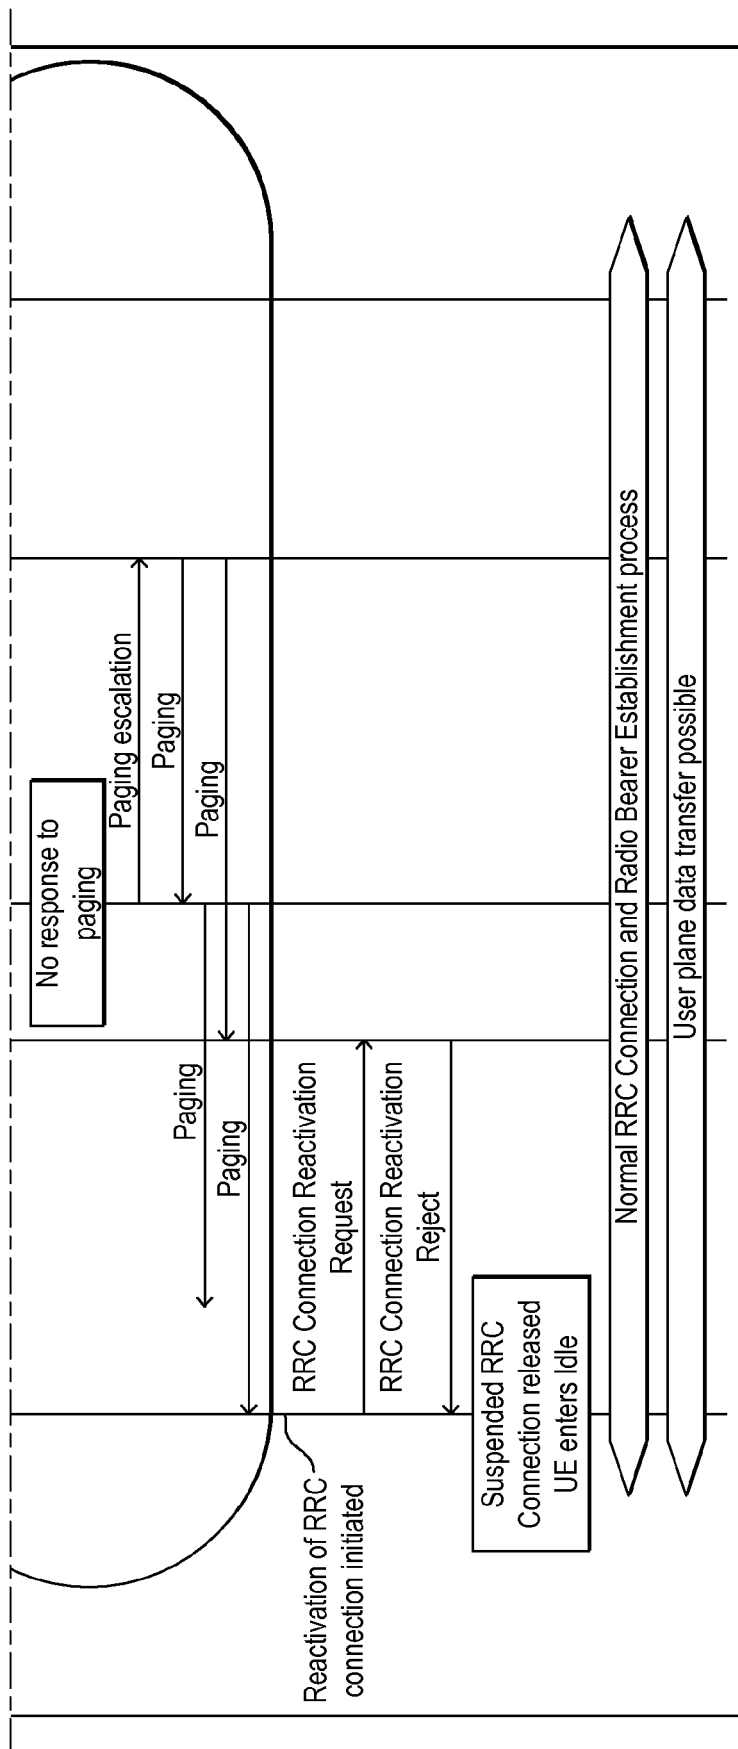 No response to
paging
Paging escalation
Paging
Paging
Paging
Paging
Reactivation of RRC
connection initiated
RRC Connection Reactivation
Request
RRC Connection Reactivation
Reject
Suspended RRC
Connection released
UE enters Idle
Normal RRC Connection and Radio Bearer Establishment process
User plane data transfer possible